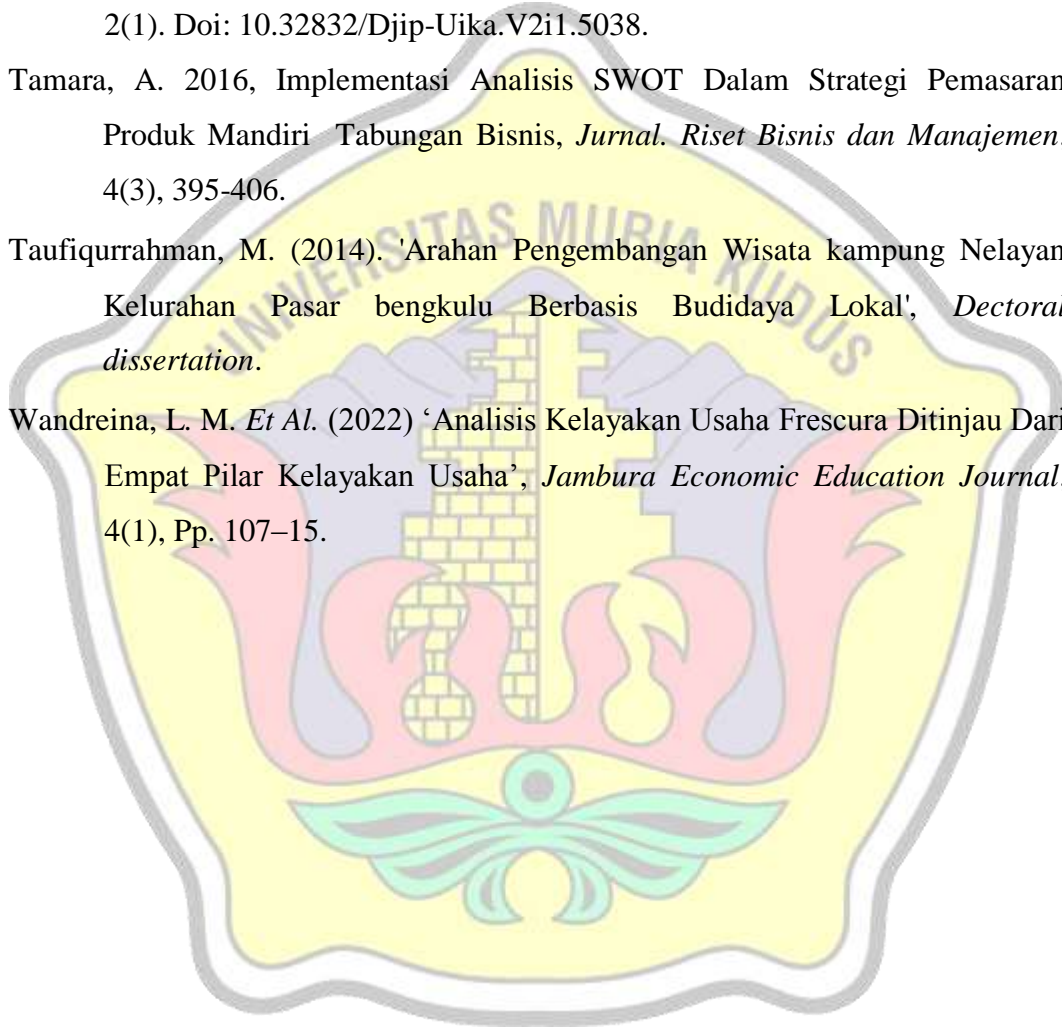 2(1). Doi: 10.32832/Djip-Uika.V2i1.5038.
Tamara, A. 2016, Implementasi Analisis SWOT Dalam Strategi Pemasaran
Produk Mandiri Tabungan Bisnis, Jurnal. Riset Bisnis dan Manajemen.
4(3), 395-406.
UNIVERSITAS MURIA KUDUS
Taufiqurrahman, M. (2014). 'Arahan Pengembangan Wisata kampung Nelayan
Kelurahan Pasar bengkulu Berbasis Budidaya Lokal', Dectoral
dissertation.
Wandreina, L. M. Et Al. (2022) ‘Analisis Kelayakan Usaha Frescura Ditinjau Dari
Empat Pilar Kelayakan Usaha’, Jambura Economic Education Journal.
4(1), Pp. 107–15.